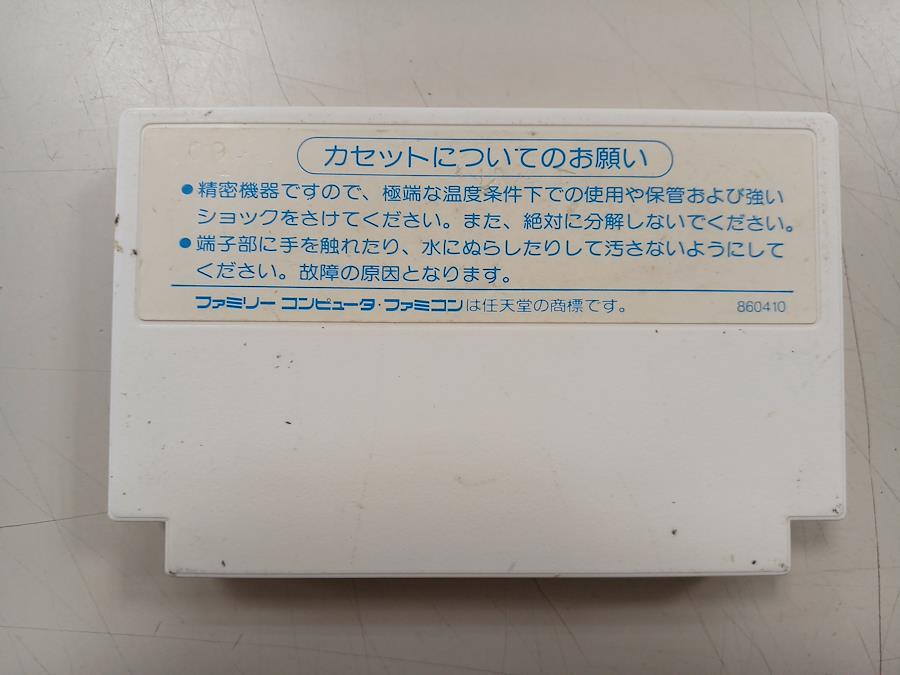 カセットについてのお願い
●精密機器ですので、極端な温度条件下での使用や保管および強い
ショックをさけてください。また、絶対に分解しないでください。
●端子部に手を触れたり、水にぬらしたりして汚さないようにして
ください。故障の原因となります。
ファミリー コンピュータ・ファミコンは任天堂の商標です。 860410